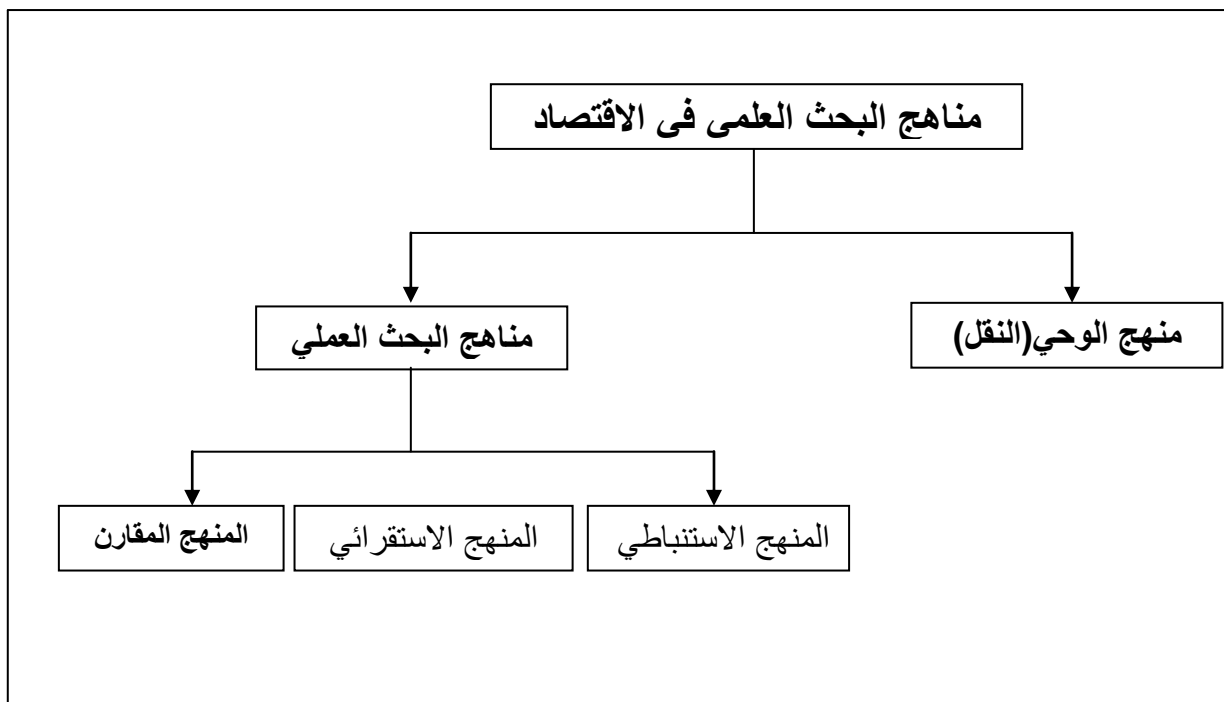 مناهج البحث العلمى فى الاقتصاد
منهج الوحي(النقل)
مناهج البحث العملي
المنهج الاستنباطي
المنهج الاستقرائي
المنهج المقارن